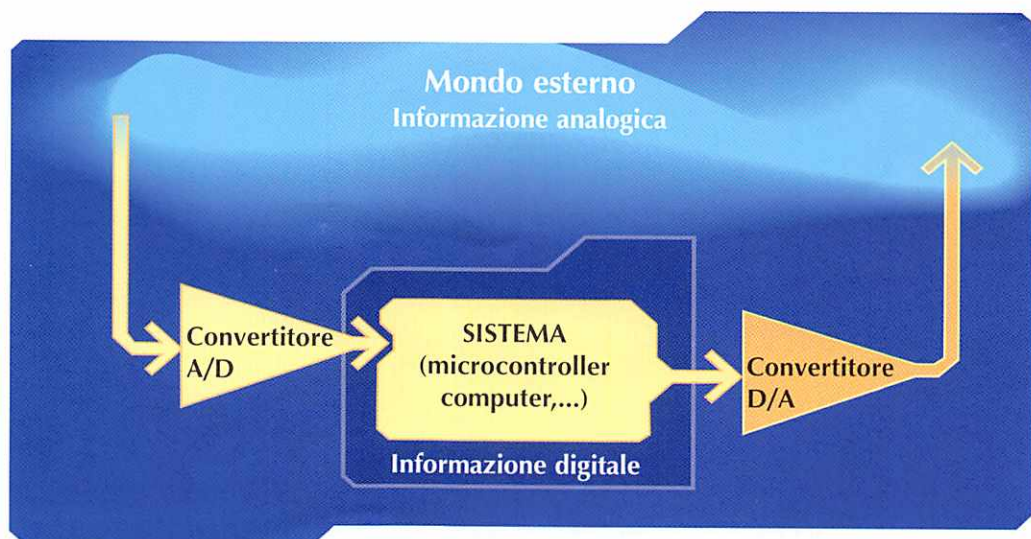 Mondo esterno
Informazione analogica
Convertitore
A/D
SISTEMA
(microcontroller
computer,...)
Convertitore
D/A
Informazione digitale